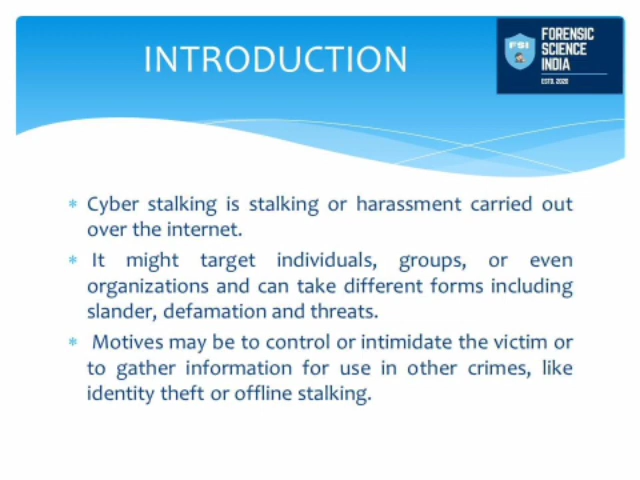 INTRODUCTION
FSI
FORENSIC
SCIENCE
INDIA
ESTD. 2020
* Cyber stalking is stalking or harassment carried out
over the internet.
* It might target individuals, groups, or even
organizations and can take different forms including
slander, defamation and threats.
* Motives may be to control or intimidate the victim or
to gather information for use in other crimes, like
identity theft or offline stalking.